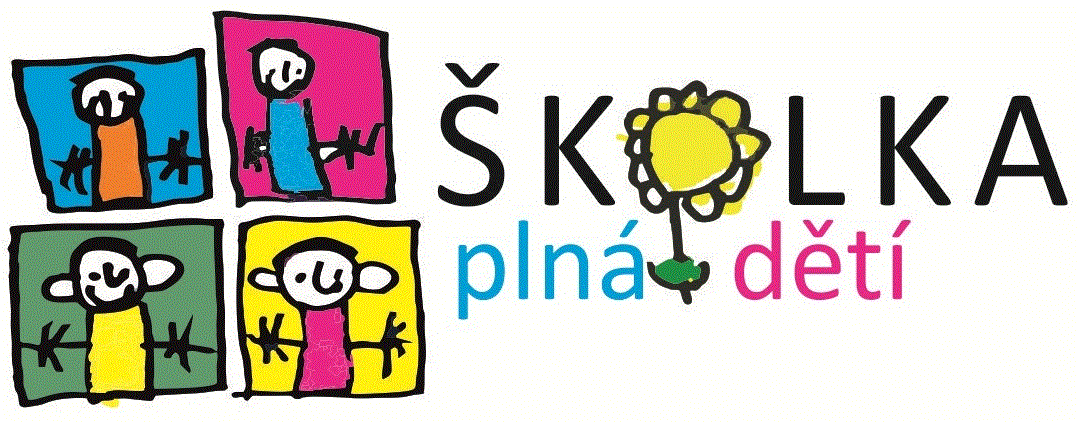 ŠKOLKA
plná dětí